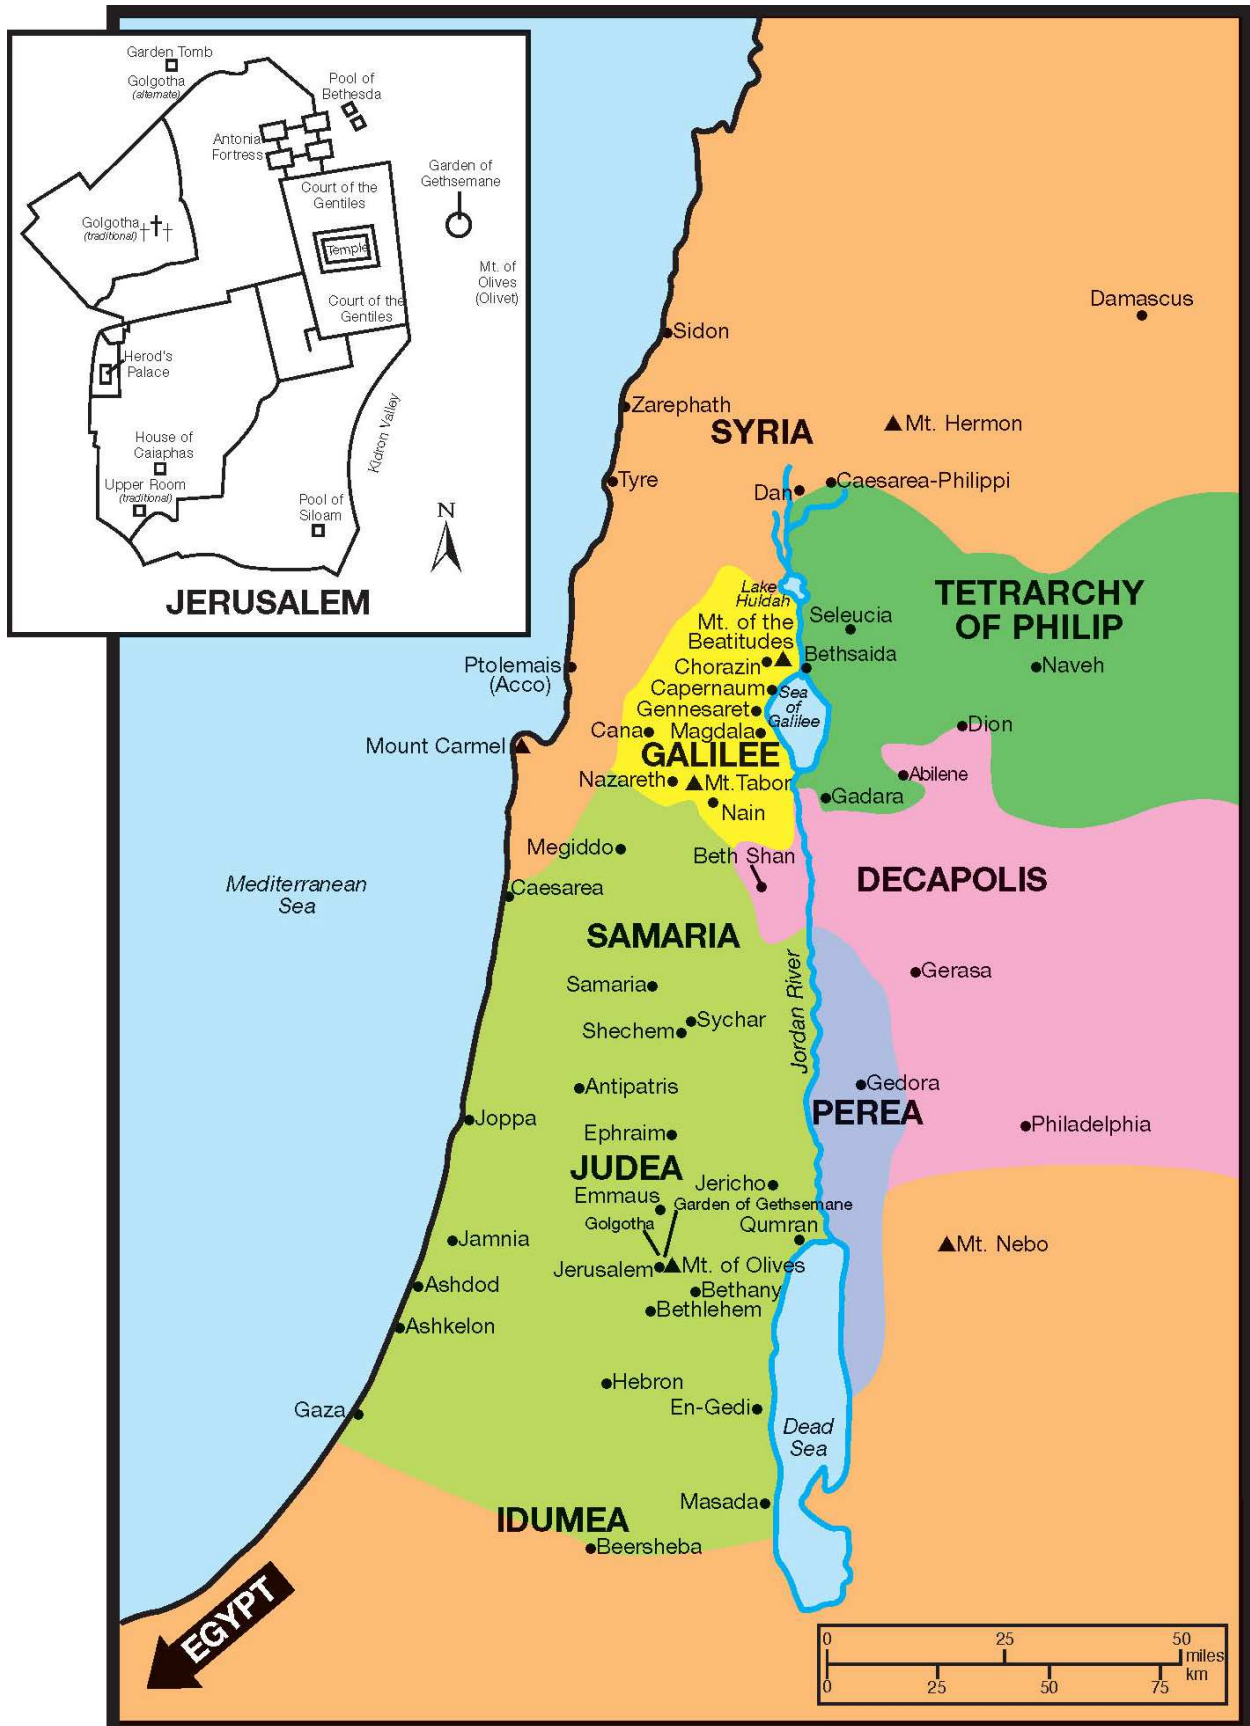 Garden Tomb
Golgotha
(alternate)
Pool of
Bethesda
Antonia
Fortress
Garden of
Gethsemane
Court of the
Gentiles
Golgotha
(traditional)
Temple
Mt. of
Olives
(Olivet)
Court of the
Gentiles
Herod's
Palace
Kidron Valley
House of
Caiaphas
Upper Room
(traditional)
Pool of
Siloam
N
JERUSALEM
Damascus
Sidon
Zarephath
SYRIA
Mt. Hermon
Tyre
Dan
Caesarea-Philippi
TETRARCHY
OF PHILIP
Lake
Huldah
Seleucia
Mt. of the
Beatitudes
Ptolemais
(Acco)
Chorazin
Bethsaida
Naveh
Capernaum
Sea
of
Galilee
Gennesaret
Cana
Magdala
Dion
Mount Carmel
GALILEE
Nazareth
Mt.Tabor
Abilene
Gadara
Nain
Megiddo
Beth Shan
DECAPOLIS
Mediterranean
Sea
Caesarea
SAMARIA
Jordan River
Gerasa
Samaria
Sychar
Shechem
Antipatris
Gedora
PEREA
Joppa
Philadelphia
Ephraim
JUDEA
Jericho
Emmaus
Garden of Gethsemane
Golgotha
Qumran
Jamnia
Mt. Nebo
Jerusalem
Mt. of Olives
Ashdod
Bethany
Bethlehem
Ashkelon
Hebron
Gaza
En-Gedi
Dead
Sea
Masada
IDUMEA
Beersheba
EGYPT
0 25 50
miles
km
0 25 50 75